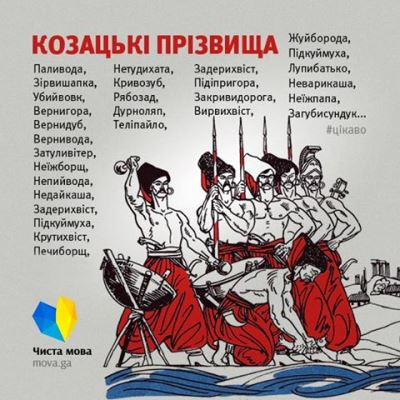 КОЗАЦЬКІ ПРІЗВИЩА
Паливода,
Зірвишапка,
Убийвовк,
Вернигора,
Вернидуб,
Вернивода,
Затуливітер,
Неїжборщ,
Непийвода,
Недайкаша,
Задерихвіст,
Підкуймуха,
Крутихвіст,
Печиборщ,
Нетудихата,
Кривозуб,
Рябозад,
Дурноляп,
Теліпайло,
Задерихвіст,
Підіпригора,
Закривидорога,
Вирвихвіст,
Жуйборода,
Підкуймуха,
Лупибатько,
Неварикаша,
Неїжпапа,
Загубисундук...
#цікаво
Чиста мова
mova.ga